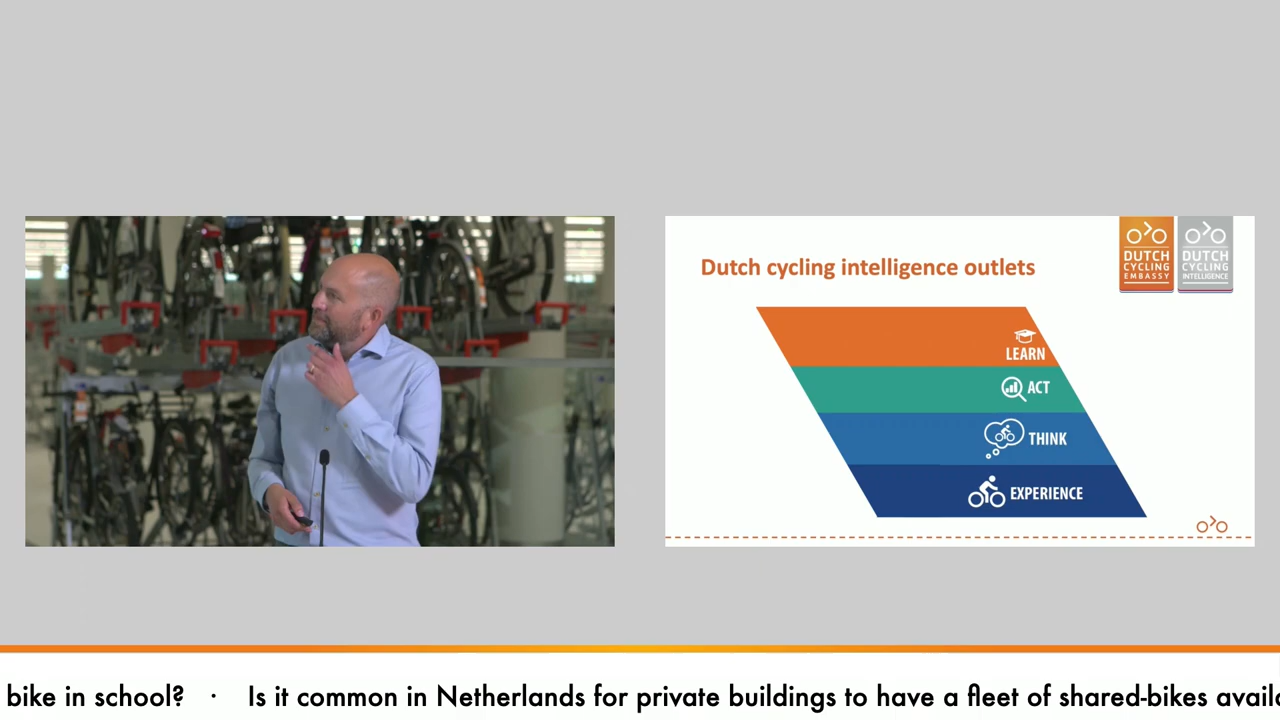 Dutch cycling intelligence outlets
DUTCH
CYCLING
EMBASSY
DUTCH
CYCLING
INTELLIGENCE
LEARN
ACT
THINK
EXPERIENCE
bike in school? · Is it common in Netherlands for private buildings to have a fleet of shared-bikes